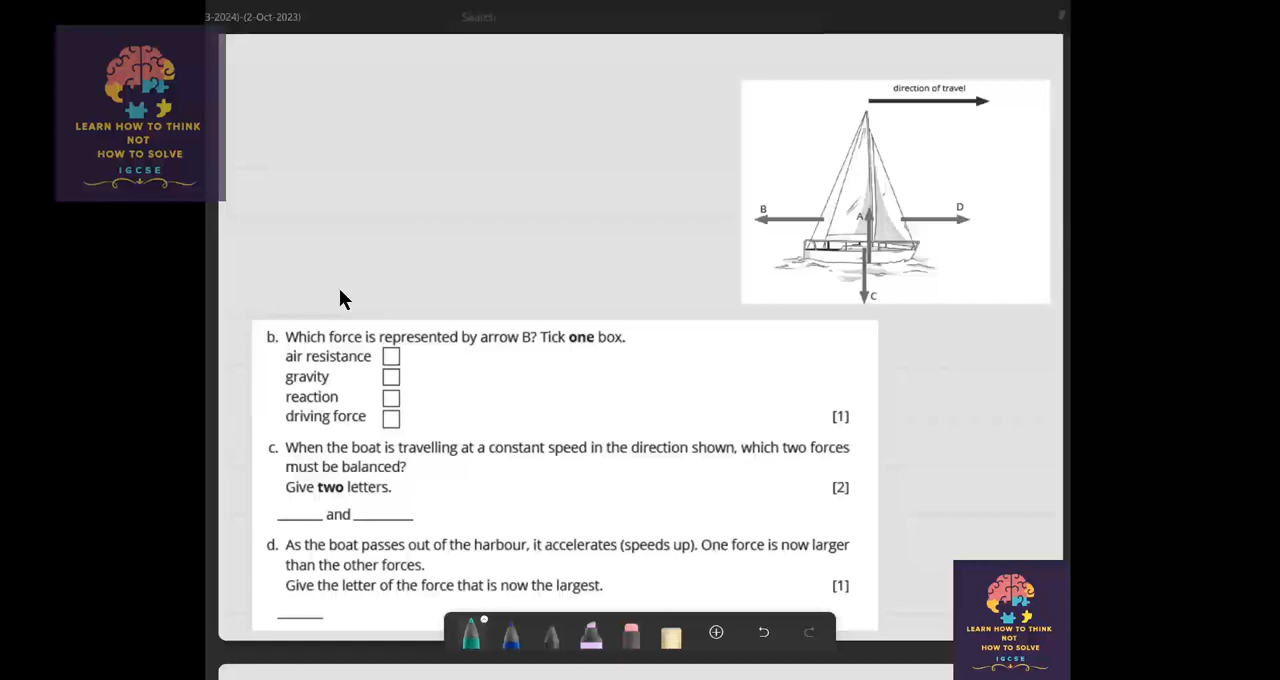 3-2024)-(2-Oct-2023)
Search
LEARN HOW TO THINK
NOT
HOW TO SOLVE
IGCSE
direction of travel
B
A
D
C
b. Which force is represented by arrow B? Tick one box.
air resistance
gravity
reaction
driving force [1]
c. When the boat is travelling at a constant speed in the direction shown, which two forces
must be balanced?
Give two letters. [2]
______ and ________
d. As the boat passes out of the harbour, it accelerates (speeds up). One force is now larger
than the other forces.
Give the letter of the force that is now the largest. [1]
______
LEARN HOW TO THINK
NOT
HOW TO SOLVE
IGCSE